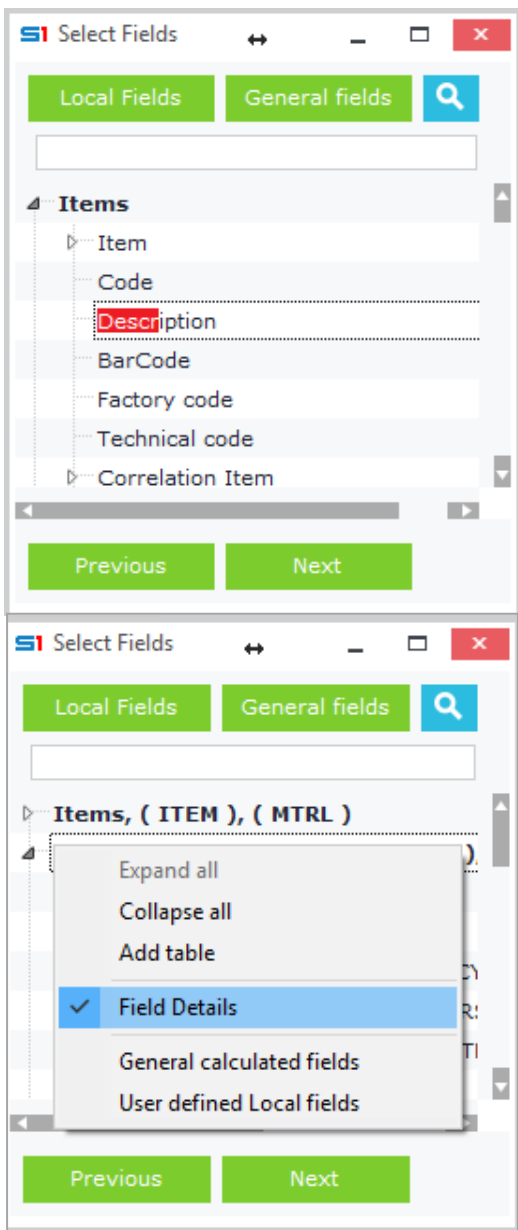 S1 Select Fields
Local Fields General fields
Items
Item
Code
Description
BarCode
Factory code
Technical code
Correlation Item
Previous Next
S1 Select Fields
Local Fields General fields
Items, ( ITEM ), ( MTRL )
),
Expand all
Collapse all
Add table
CY
Field Details
General calculated fields
User defined Local fields
Previous Next